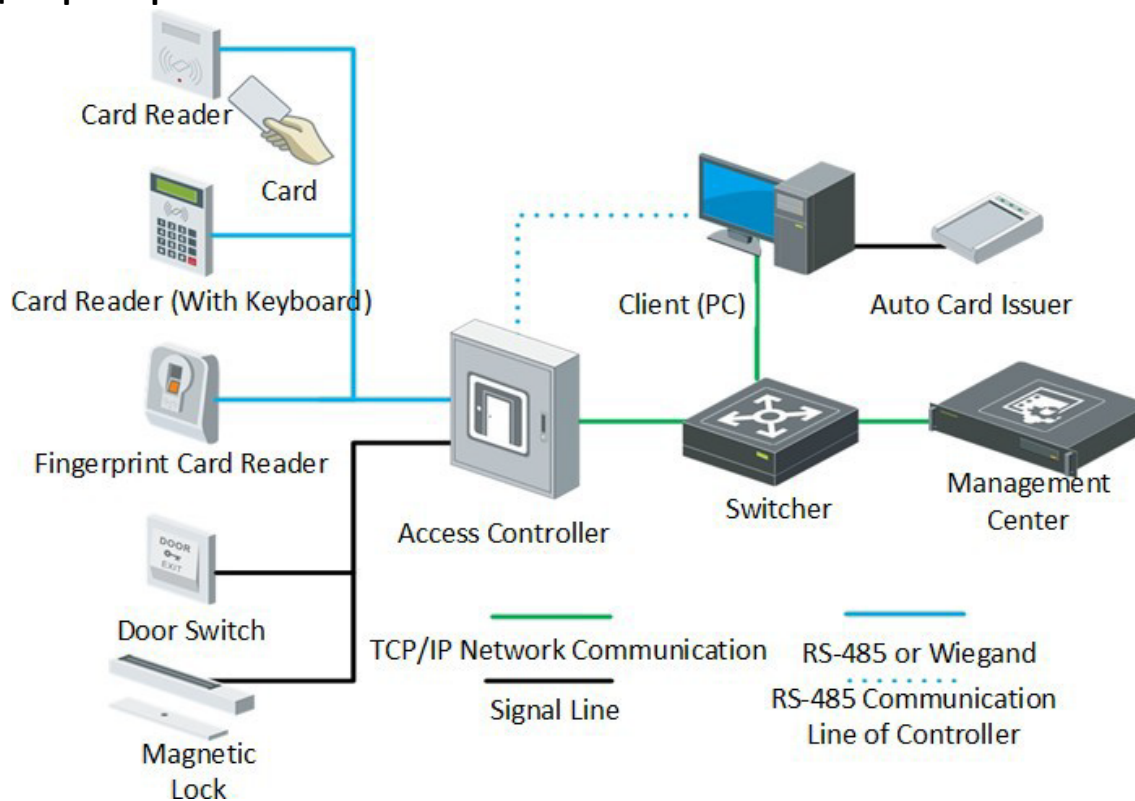 Card Reader
Card
Card Reader (With Keyboard)
Client (PC)
Auto Card Issuer
Fingerprint Card Reader
Access Controller
Switcher
Management
Center
DOOR
EXIT
Door Switch
Magnetic
Lock
TCP/IP Network Communication
Signal Line
RS-485 or Wiegand
RS-485 Communication
Line of Controller